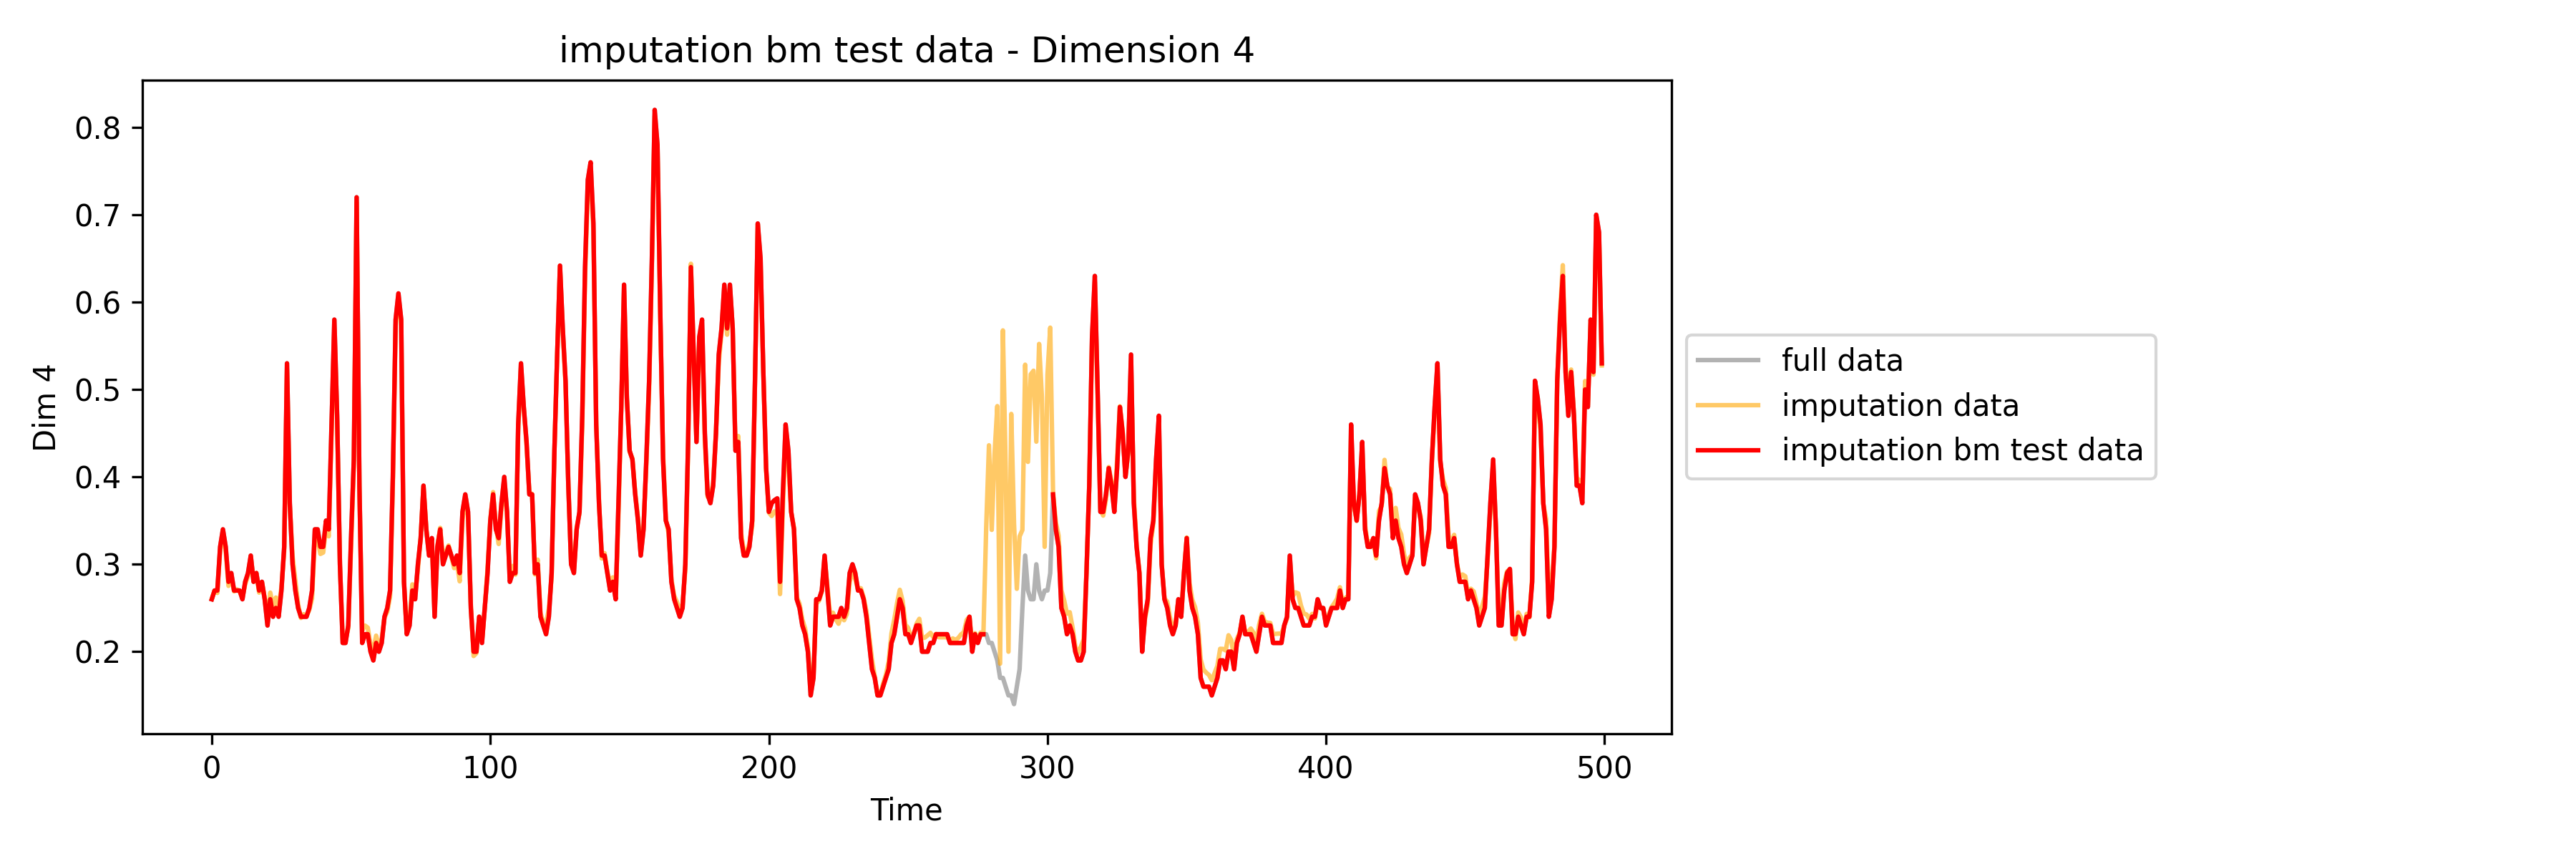 imputation bm test data - Dimension 4
0.8
0.7
0.6
0.5
0.4
0.3
0.2
Dim 4
0 100 200 300 400 500
Time
full data
imputation data
imputation bm test data